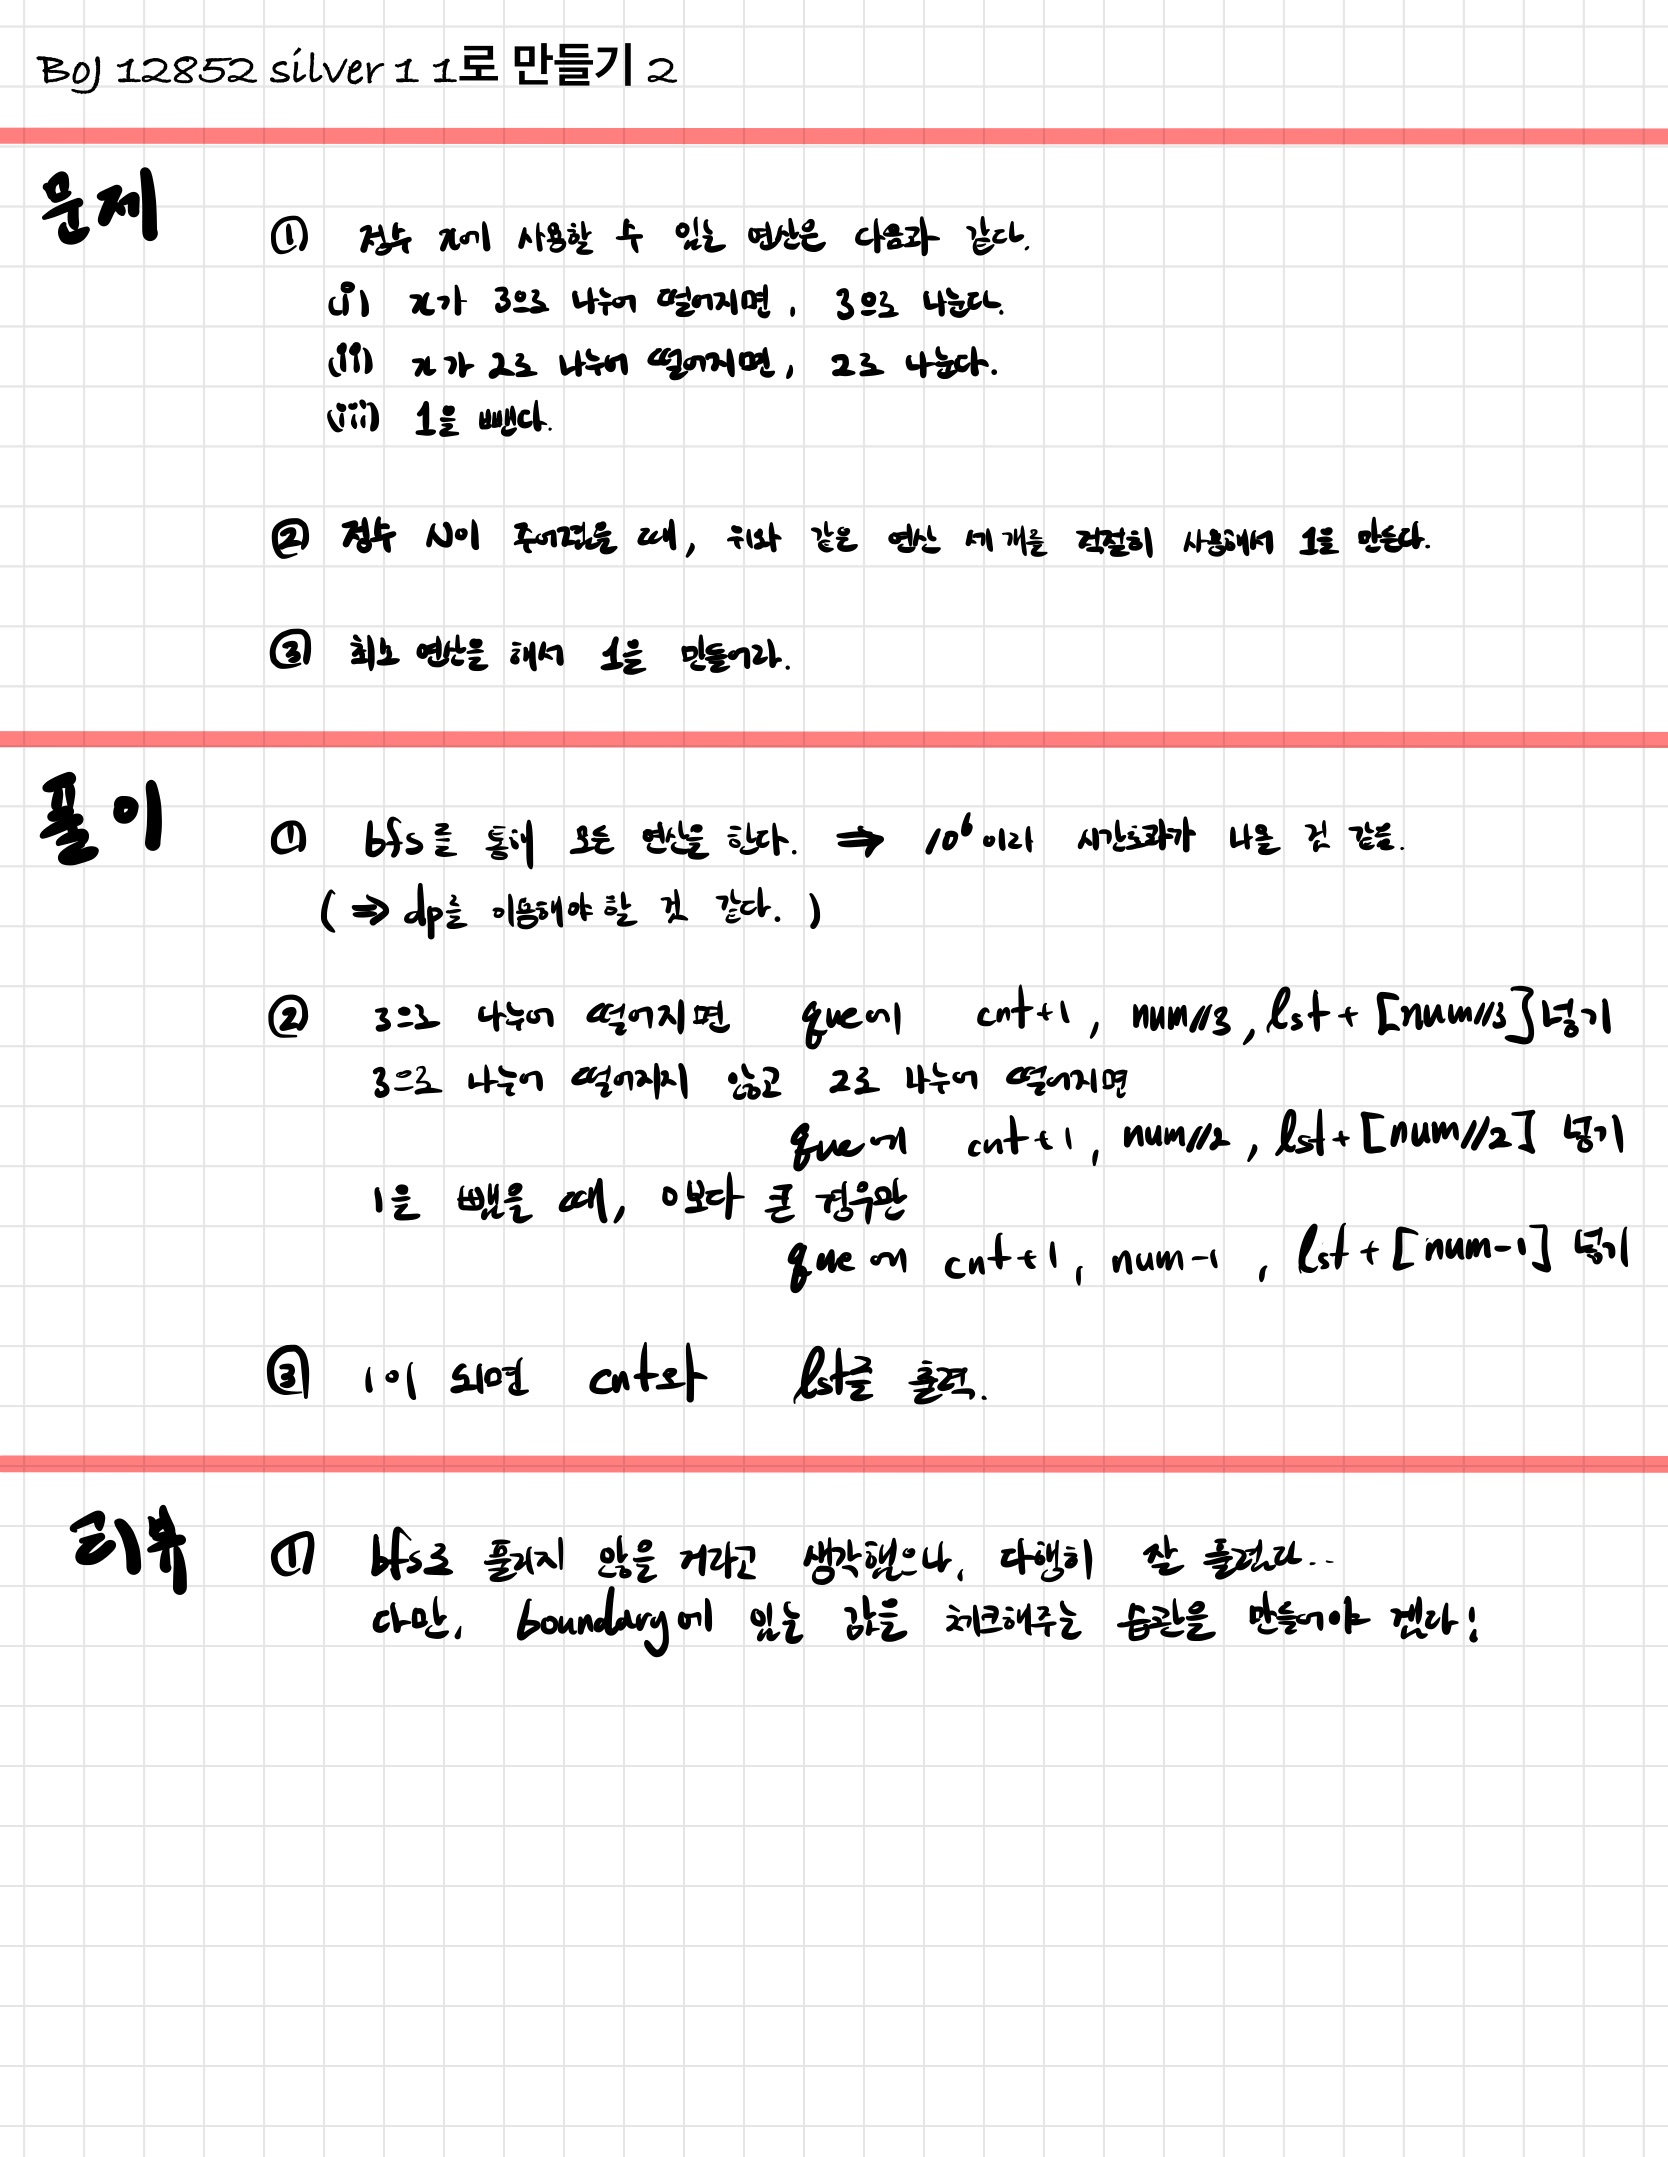 BOJ 12852 silver 1 1로 만들기 2
문제
① 정수 x에 사용할 수 있는 연산은 다음과 같다.
(i) x가 3으로 나누어 떨어지면, 3으로 나눈다.
(ii) x가 2로 나누어 떨어지면, 2로 나눈다.
(iii) 1을 뺀다.
② 정수 N이 주어졌을 때, 위와 같은 연산 세 개를 적절히 사용해서 1을 만든다.
③ 최소 연산을 해서 1을 만들어라.
풀이
① bfs를 통해 모든 연산을 한다. ⇒ 10⁶이라 시간초과가 나올 것 같음.
( ⇒ dp를 이용해야 할 것 같다. )
② 3으로 나누어 떨어지면 que에 cnt+1, num//3, lst + [num//3] 넣기
3으로 나누어 떨어지지 않고 2로 나누어 떨어지면
que에 cnt+1, num//2, lst+[num//2] 넣기
1을 뺐을 때, 0보다 큰 경우만
que에 cnt+1, num-1, lst+[num-1] 넣기
③ 1이 되면 cnt와 lst를 출력.
리뷰
① bfs로 풀리지 않을 거라고 생각했으나, 다행히 잘 풀렸다..
다만, boundary에 있는 값을 체크해주는 습관을 만들어야 겠다!